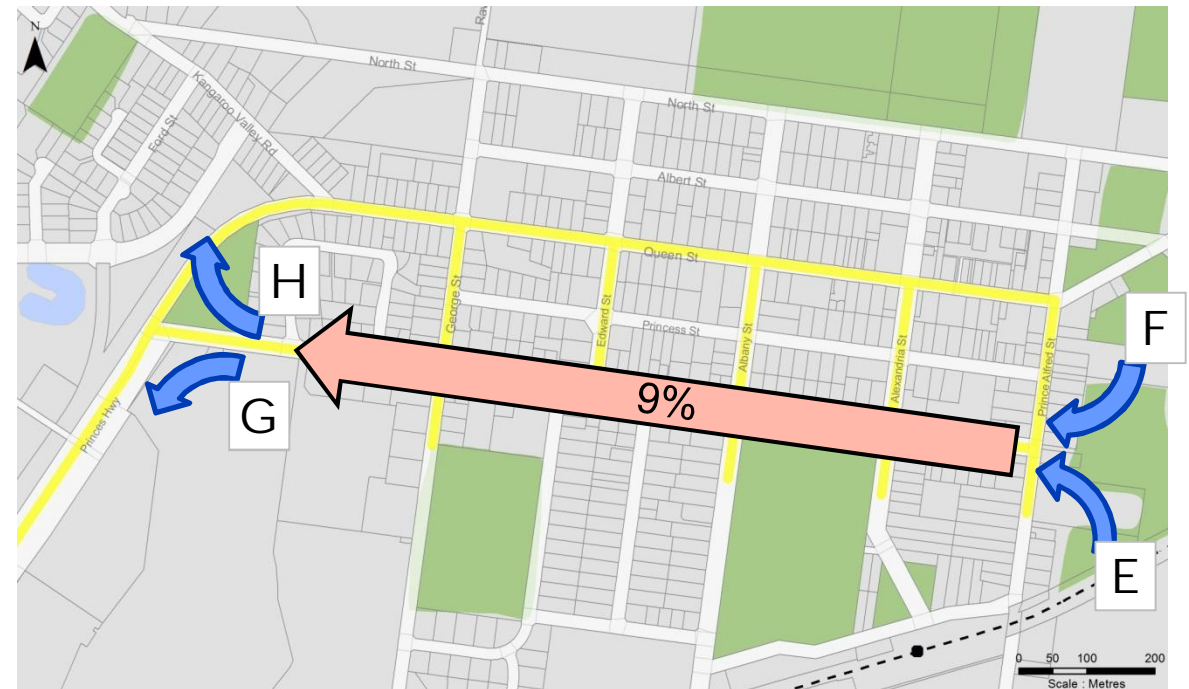 N
Ra
North St
Kangaroo Valley Rd
North St
Ford St
Albert St
Queen St
H
George St
Edward St
Princess St
Albany St
Alexandria St
Prince Alfred St
F
9%
G
Princes Hwy
E
0 50 100 200
Scale : Metres